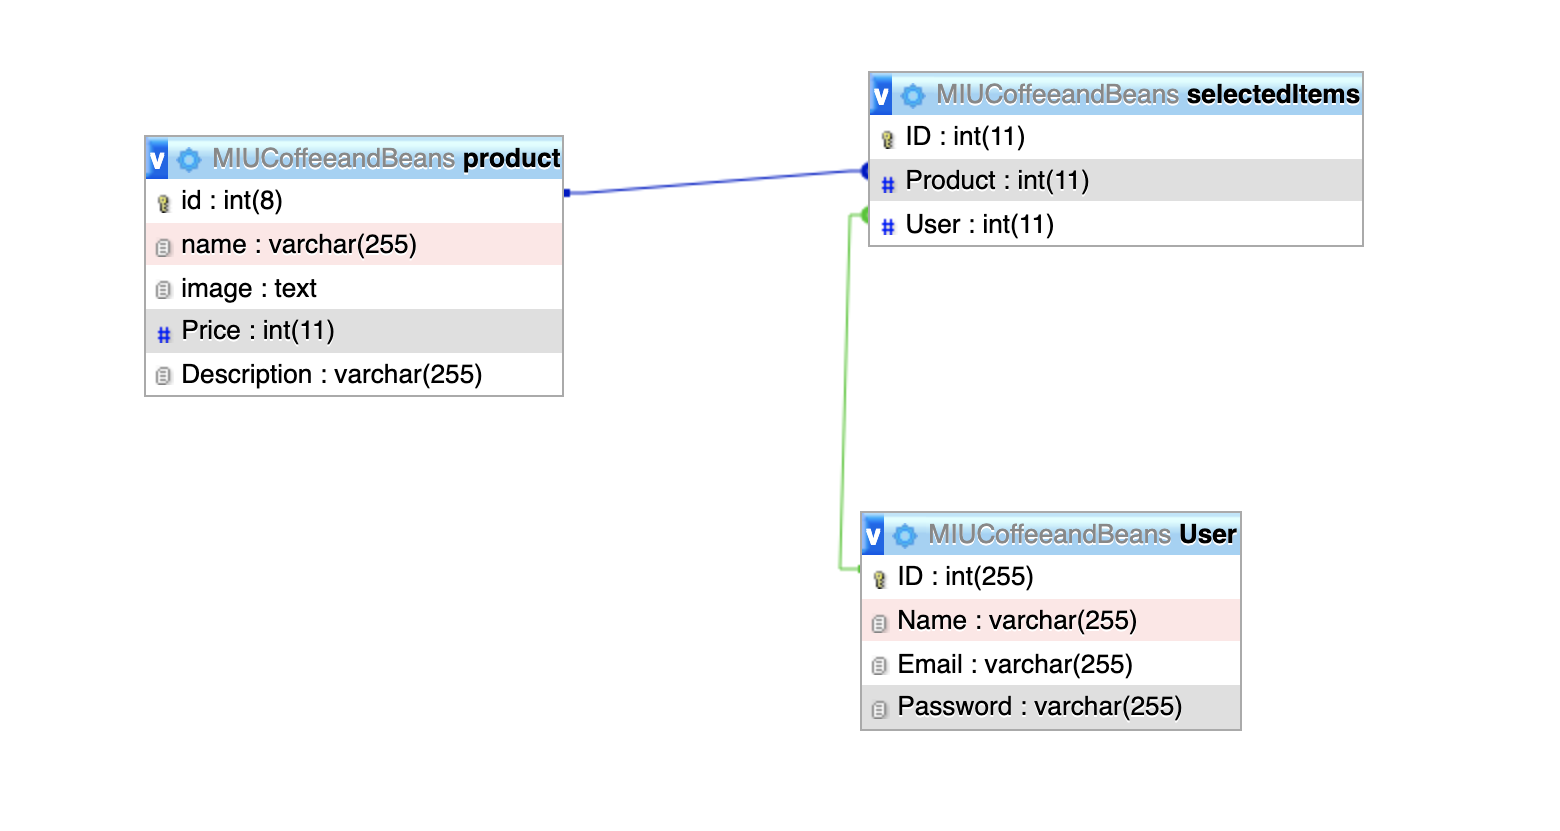 v MIUCoffeeandBeans product
id : int(8)
name : varchar(255)
image : text
# Price : int(11)
Description : varchar(255)
v MIUCoffeeandBeans selectedItems
ID : int(11)
# Product : int(11)
# User : int(11)
v MIUCoffeeandBeans User
ID : int(255)
Name : varchar(255)
Email : varchar(255)
Password : varchar(255)